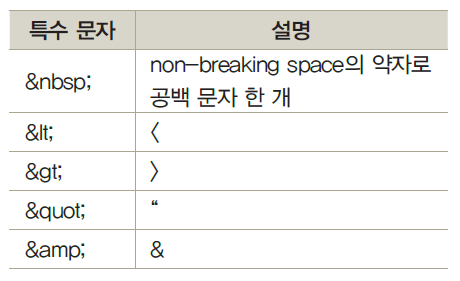 특수 문자 설명
&nbsp; non-breaking space의 약자로
공백 문자 한 개
&lt; 〈
&gt; 〉
&quot; “
&amp; &